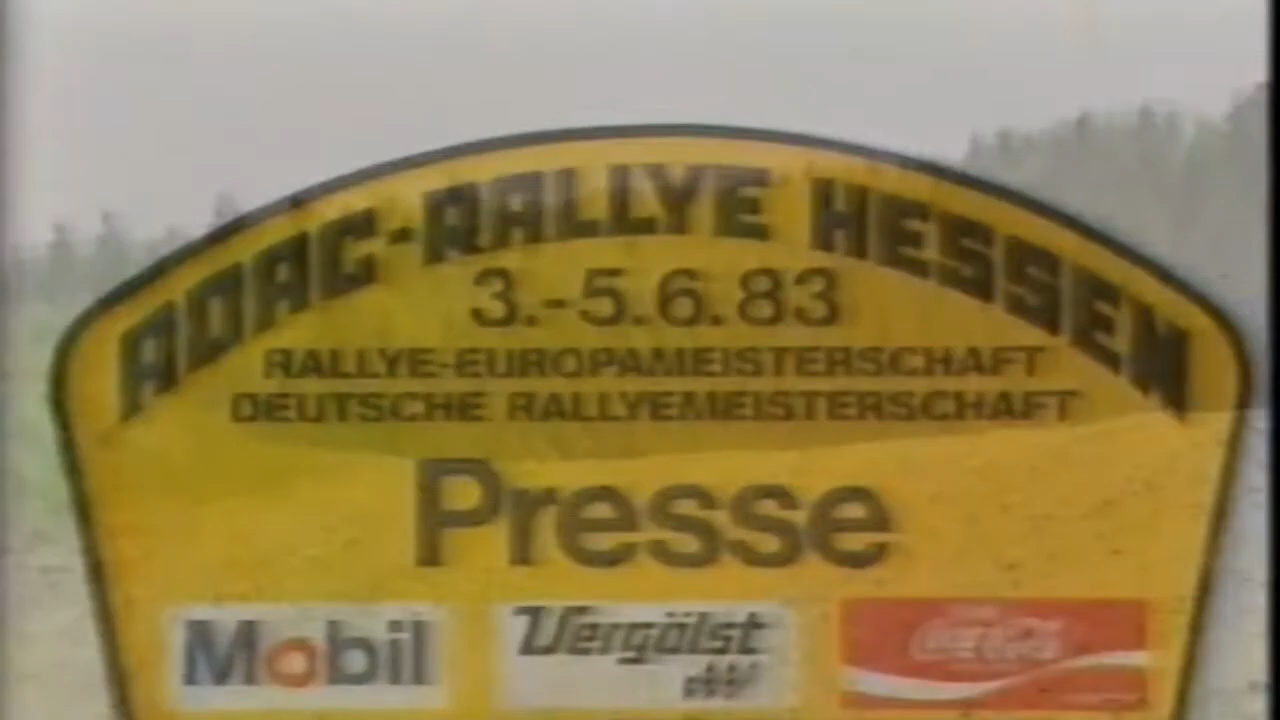 ADAC-RALLYE HESSEN
3.-5.6.83
RALLYE-EUROPAMEISTERSCHAFT
DEUTSCHE RALLYEMEISTERSCHAFT
Presse
Mobil Vergölst Coca-Cola